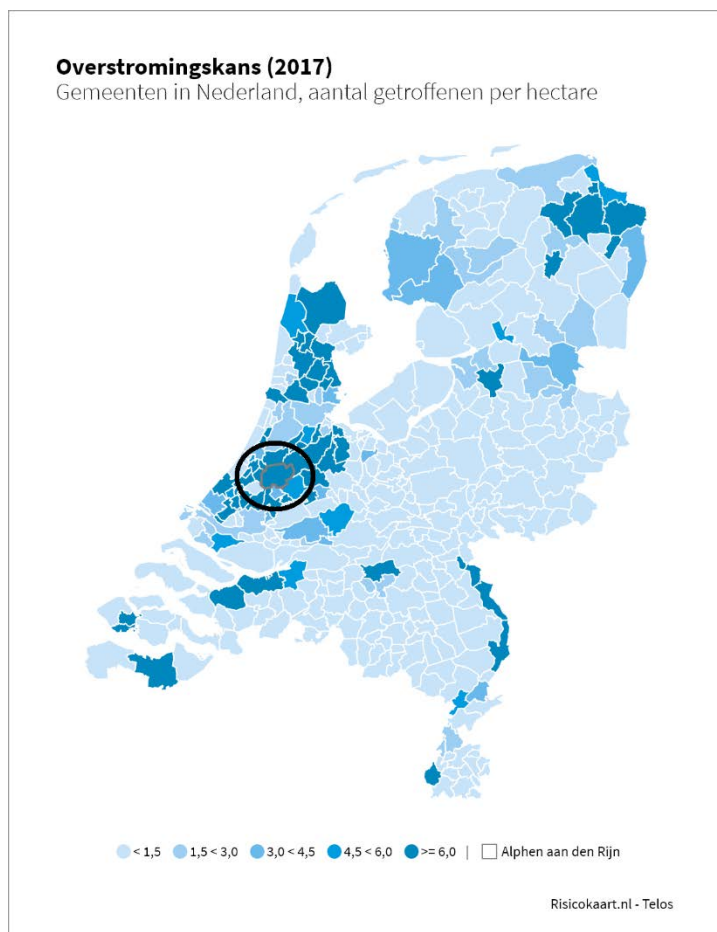 Overstromingskans (2017)
Gemeenten in Nederland, aantal getroffenen per hectare
< 1,5 1,5 < 3,0 3,0 < 4,5 4,5 < 6,0 >= 6,0 | Alphen aan den Rijn
Risicokaart.nl - Telos